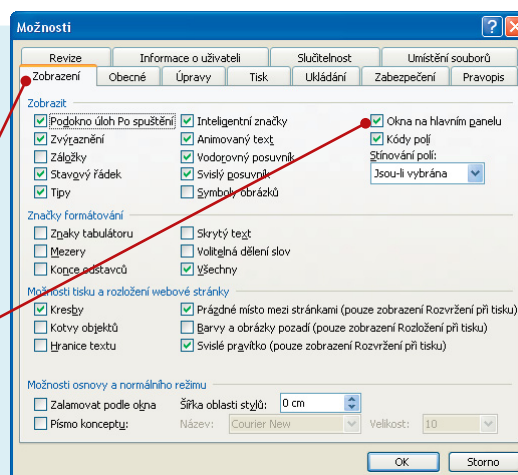 Možnosti
Revize Informace o uživateli Slučitelnost Umístění souborů
Zobrazení Obecné Úpravy Tisk Ukládání Zabezpečení Pravopis
Zobrazit
Podokno úloh Po spuštění Inteligentní značky Okna na hlavním panelu
Zvýraznění Animovaný text Kódy polí
Záložky Vodorovný posuvník Stínování polí:
Stavový řádek Svislý posuvník Jsou-li vybrána
Tipy Symboly obrázků
Značky formátování
Znaky tabulátoru Skrytý text
Mezery Volitelná dělení slov
Konce odstavců Všechny
Možnosti tisku a rozložení webové stránky
Kresby Prázdné místo mezi stránkami (pouze zobrazení Rozvržení při tisku)
Kotvy objektů Barvy a obrázky pozadí (pouze zobrazení Rozložení při tisku)
Hranice textu Svislé pravítko (pouze zobrazení Rozvržení při tisku)
Možnosti osnovy a normálního režimu
Zalamovat podle okna Šířka oblasti stylů: 0 cm
Písmo konceptu: Název: Courier New Velikost: 10
OK Storno